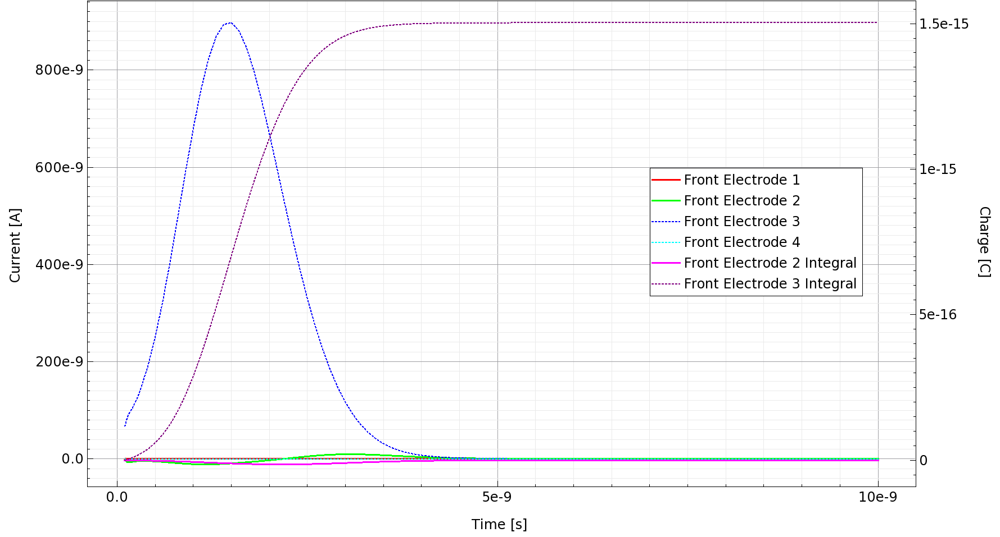 1.5e-15
800e-9
600e-9
1e-15
Front Electrode 1
Front Electrode 2
Front Electrode 3
Front Electrode 4
Front Electrode 2 Integral
Front Electrode 3 Integral
Current [A]
Charge [C]
400e-9
5e-16
200e-9
0.0
0
0.0
5e-9
10e-9
Time [s]